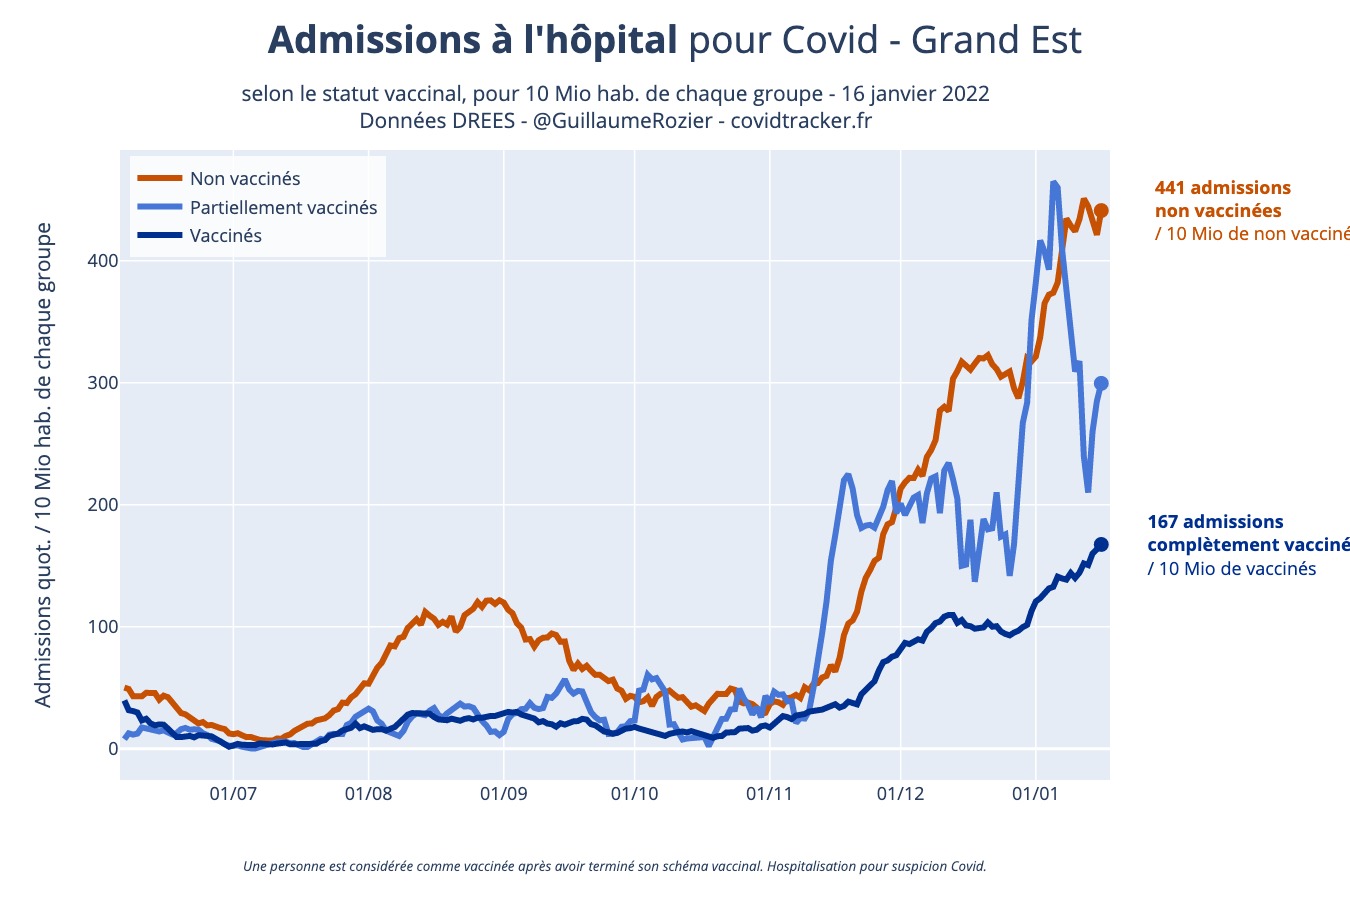 Admissions à l'hôpital pour Covid - Grand Est
selon le statut vaccinal, pour 10 Mio hab. de chaque groupe - 16 janvier 2022
Données DREES - @GuillaumeRozier - covidtracker.fr
Non vaccinés
Partiellement vaccinés
Vaccinés
441 admissions
non vaccinées
/ 10 Mio de non vacciné
Admissions quot. / 10 Mio hab. de chaque groupe
400
300
200
100
0
167 admissions
complètement vacciné
/ 10 Mio de vaccinés
01/07
01/08
01/09
01/10
01/11
01/12
01/01
Une personne est considérée comme vaccinée après avoir terminé son schéma vaccinal. Hospitalisation pour suspicion Covid.